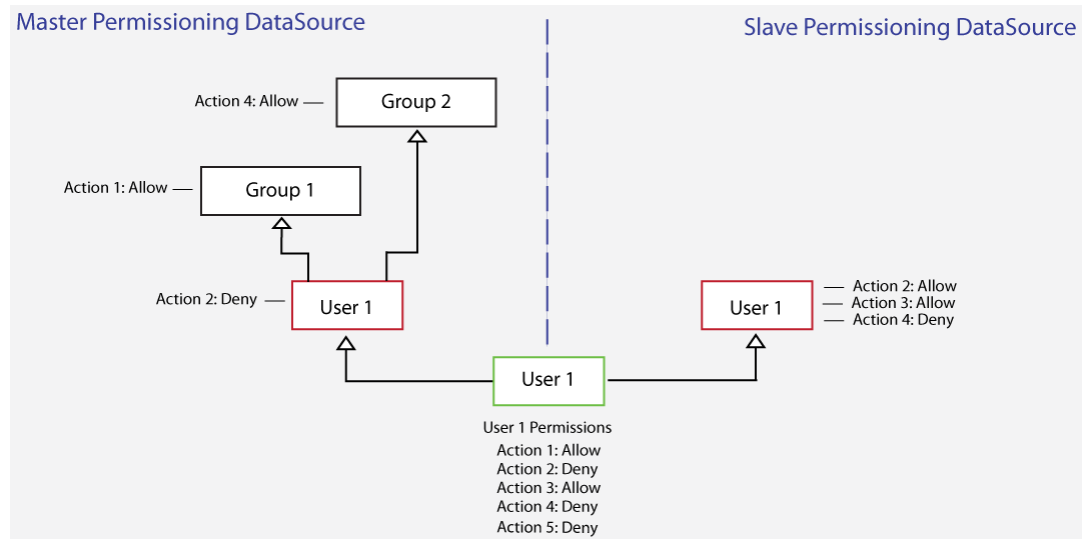 Master Permissioning DataSource
Slave Permissioning DataSource
Action 4: Allow
Group 2
Action 1: Allow
Group 1
Action 2: Deny
User 1
User 1
Action 2: Allow
Action 3: Allow
Action 4: Deny
User 1
User 1 Permissions
Action 1: Allow
Action 2: Deny
Action 3: Allow
Action 4: Deny
Action 5: Deny